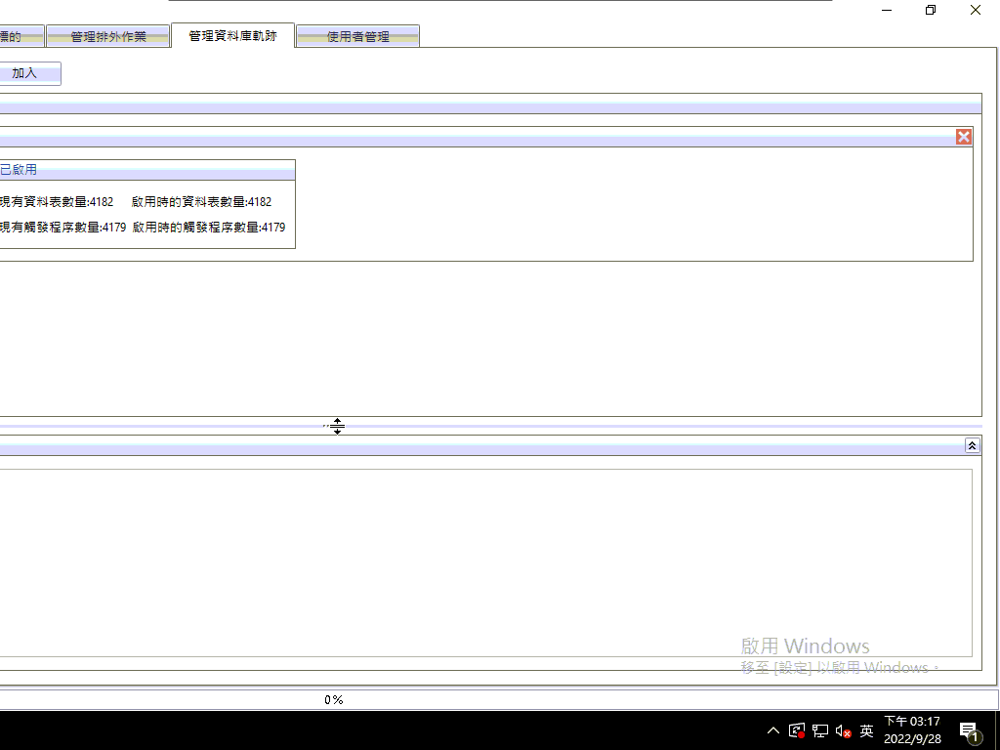 標的 管理排外作業 管理資料庫軌跡 使用者管理
加入
已啟用
現有資料表數量:4182 啟用時的資料表數量:4182
現有觸發程序數量:4179 啟用時的觸發程序數量:4179
啟用 Windows
移至 [設定] 以啟用 Windows。
0%
英 下午 03:17
2022/9/28
1